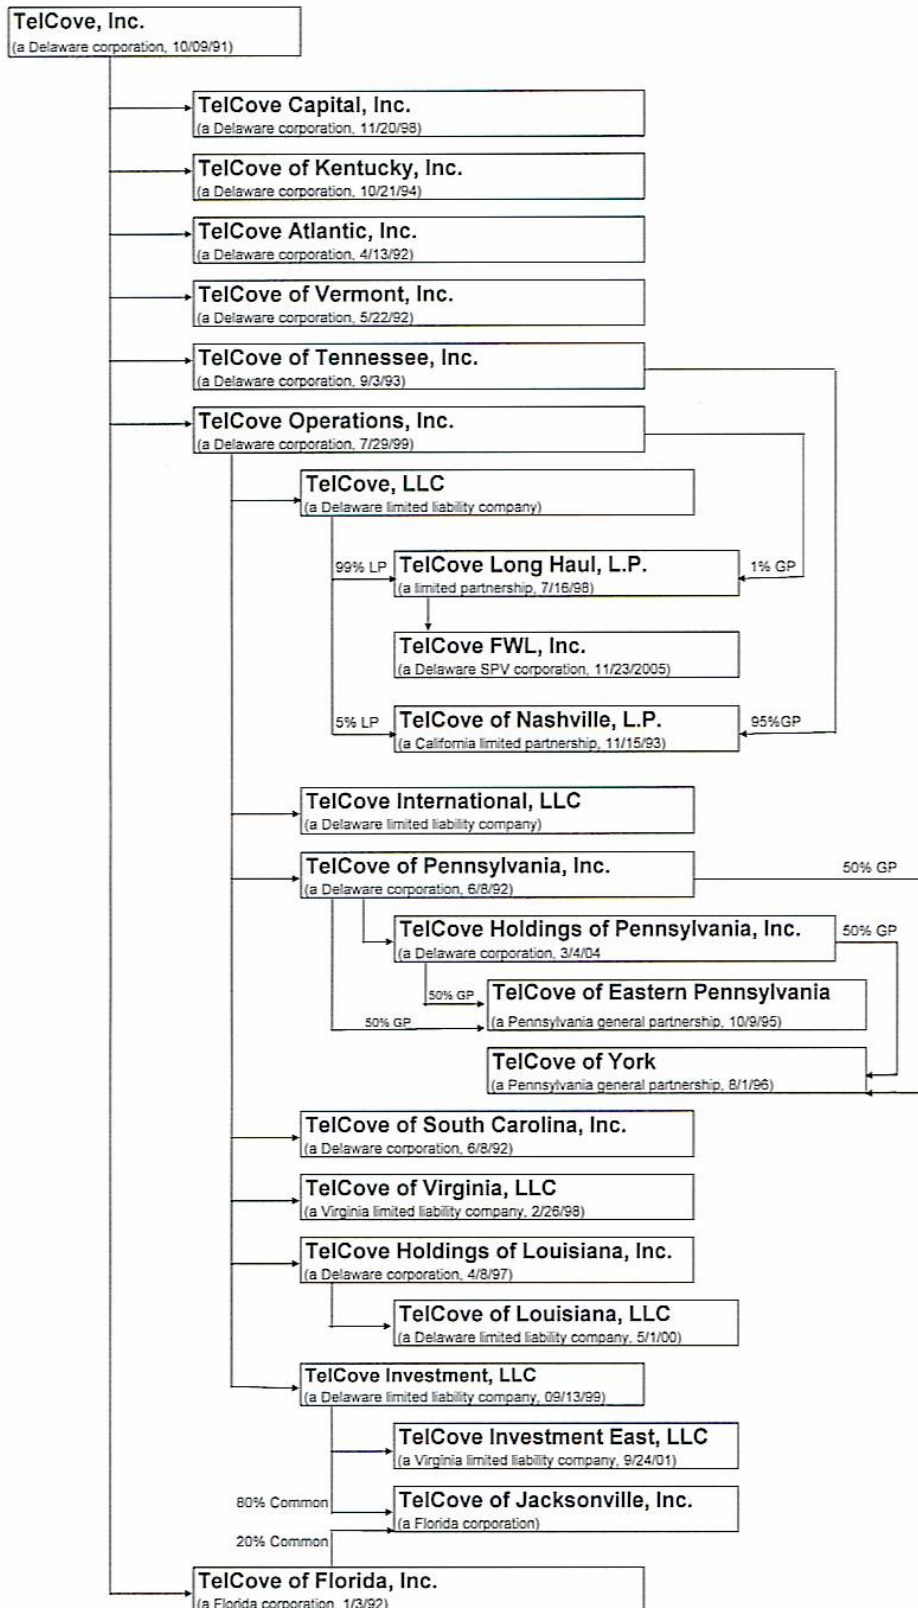 TelCove, Inc.
(a Delaware corporation, 10/09/91)
TelCove Capital, Inc.
(a Delaware corporation, 11/20/98)
TelCove of Kentucky, Inc.
(a Delaware corporation, 10/21/94)
TelCove Atlantic, Inc.
(a Delaware corporation, 4/13/92)
TelCove of Vermont, Inc.
(a Delaware corporation, 5/22/92)
TelCove of Tennessee, Inc.
(a Delaware corporation, 9/3/93)
TelCove Operations, Inc.
(a Delaware corporation, 7/29/99)
TelCove, LLC
(a Delaware limited liability company)
99% LP
TelCove Long Haul, L.P.
(a limited partnership, 7/16/98)
1% GP
TelCove FWL, Inc.
(a Delaware SPV corporation, 11/23/2005)
5% LP
TelCove of Nashville, L.P.
(a California limited partnership, 11/15/93)
95%GP
TelCove International, LLC
(a Delaware limited liability company)
TelCove of Pennsylvania, Inc.
(a Delaware corporation, 6/8/92)
50% GP
TelCove Holdings of Pennsylvania, Inc.
(a Delaware corporation, 3/4/04
50% GP
50% GP
TelCove of Eastern Pennsylvania
(a Pennsylvania general partnership, 10/9/95)
50% GP
TelCove of York
(a Pennsylvania general partnership, 8/1/96)
TelCove of South Carolina, Inc.
(a Delaware corporation, 6/8/92)
TelCove of Virginia, LLC
(a Virginia limited liability company, 2/26/98)
TelCove Holdings of Louisiana, Inc.
(a Delaware corporation, 4/8/97)
TelCove of Louisiana, LLC
(a Delaware limited liability company, 5/1/00)
TelCove Investment, LLC
(a Delaware limited liability company, 09/13/99)
TelCove Investment East, LLC
(a Virginia limited liability company, 9/24/01)
80% Common
TelCove of Jacksonville, Inc.
(a Florida corporation)
20% Common
TelCove of Florida, Inc.
(a Florida corporation, 1/3/92)